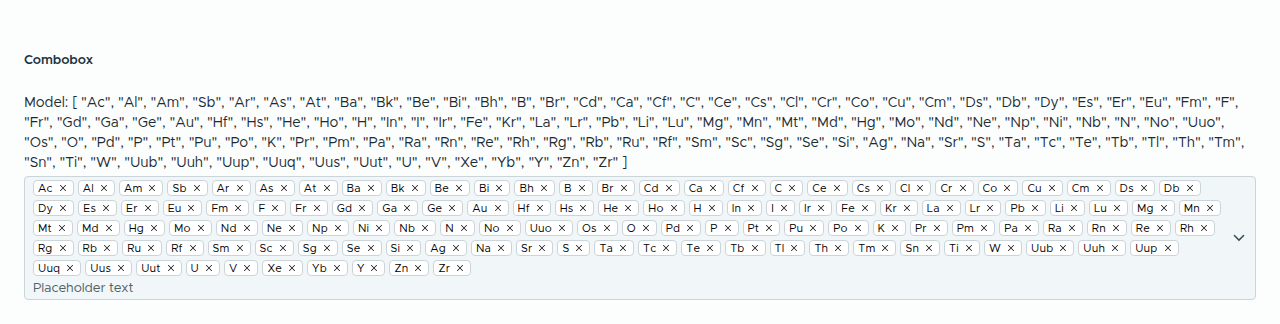 Combobox
Model: [ "Ac", "Al", "Am", "Sb", "Ar", "As", "At", "Ba", "Bk", "Be", "Bi", "Bh", "B", "Br", "Cd", "Ca", "Cf", "C", "Ce", "Cs", "Cl", "Cr", "Co", "Cu", "Cm", "Ds", "Db", "Dy", "Es", "Er", "Eu", "Fm", "F",
"Fr", "Gd", "Ga", "Ge", "Au", "Hf", "Hs", "He", "Ho", "H", "In", "I", "Ir", "Fe", "Kr", "La", "Lr", "Pb", "Li", "Lu", "Mg", "Mn", "Mt", "Md", "Hg", "Mo", "Nd", "Ne", "Np", "Ni", "Nb", "N", "No", "Uuo",
"Os", "O", "Pd", "P", "Pt", "Pu", "Po", "K", "Pr", "Pm", "Pa", "Ra", "Rn", "Re", "Rh", "Rg", "Rb", "Ru", "Rf", "Sm", "Sc", "Sg", "Se", "Si", "Ag", "Na", "Sr", "S", "Ta", "Tc", "Te", "Tb", "Tl", "Th", "Tm",
"Sn", "Ti", "W", "Uub", "Uuh", "Uup", "Uuq", "Uus", "Uut", "U", "V", "Xe", "Yb", "Y", "Zn", "Zr" ]
Ac × Al × Am × Sb × Ar × As × At × Ba × Bk × Be × Bi × Bh × B × Br × Cd × Ca × Cf × C × Ce × Cs × Cl × Cr × Co × Cu × Cm × Ds × Db ×
Dy × Es × Er × Eu × Fm × F × Fr × Gd × Ga × Ge × Au × Hf × Hs × He × Ho × H × In × I × Ir × Fe × Kr × La × Lr × Pb × Li × Lu × Mg × Mn ×
Mt × Md × Hg × Mo × Nd × Ne × Np × Ni × Nb × N × No × Uuo × Os × O × Pd × P × Pt × Pu × Po × K × Pr × Pm × Pa × Ra × Rn × Re × Rh ×
Rg × Rb × Ru × Rf × Sm × Sc × Sg × Se × Si × Ag × Na × Sr × S × Ta × Tc × Te × Tb × Tl × Th × Tm × Sn × Ti × W × Uub × Uuh × Uup ×
Uuq × Uus × Uut × U × V × Xe × Yb × Y × Zn × Zr ×
Placeholder text